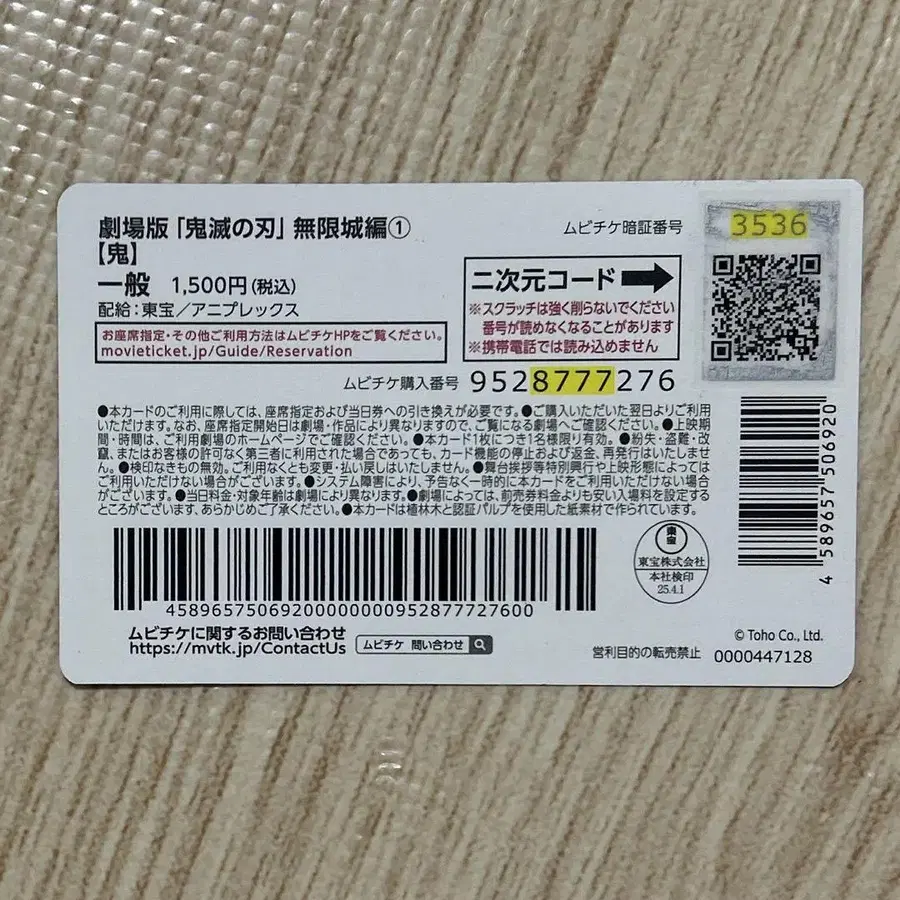 劇場版「鬼滅の刃」無限城編①
【鬼】
一般 1,500円(税込)
配給：東宝／アニプレックス
お座席指定・その他ご利用方法はムビチケHPをご覧ください。
movieticket.jp/Guide/Reservation
ムビチケ暗証番号
3536
二次元コード
※スクラッチは強く削らないでください
番号が読めなくなることがあります
※携帯電話では読み込めません
ムビチケ購入番号 9528777276
●本カードのご利用に際しては、座席指定および当日券への引き換えが必要です。●ご購入いただいた翌日よりご利用
いただけます。なお、座席指定開始日は劇場・作品により異なりますので、ご覧になる劇場へご確認ください。●上映期
間・時間は、ご利用劇場のホームページでご確認ください。●本カード1枚につき1名様限り有効。●紛失・盗難・改
竄、またはお客様の許可なく第三者に利用された場合であっても、カード機能の停止および返金、再発行はいたしませ
ん。●検印なきもの無効。ご利用なくとも変更・払い戻しはいたしません。●舞台挨拶等特別興行や上映形態によっては
ご利用いただけない場合がございます。●システム障害により、予告なく一時的に本カードをご利用いただけない場合
がございます。●当日料金・対象年齢は劇場により異なります。●劇場によっては、前売券料金よりも安い入場料を設定する
ところがございます、あらかじめご了承ください。●本カードは植林木と認証パルプを使用した紙素材で作られています。
4589657506920000000095287772760​0
4 589657 506920
東宝
東宝株式会社
本社検印
25.4.1
ムビチケに関するお問い合わせ
https://mvtk.jp/ContactUs
ムビチケ 問い合わせ
© Toho Co., Ltd.
営利目的の転売禁止 0000447128